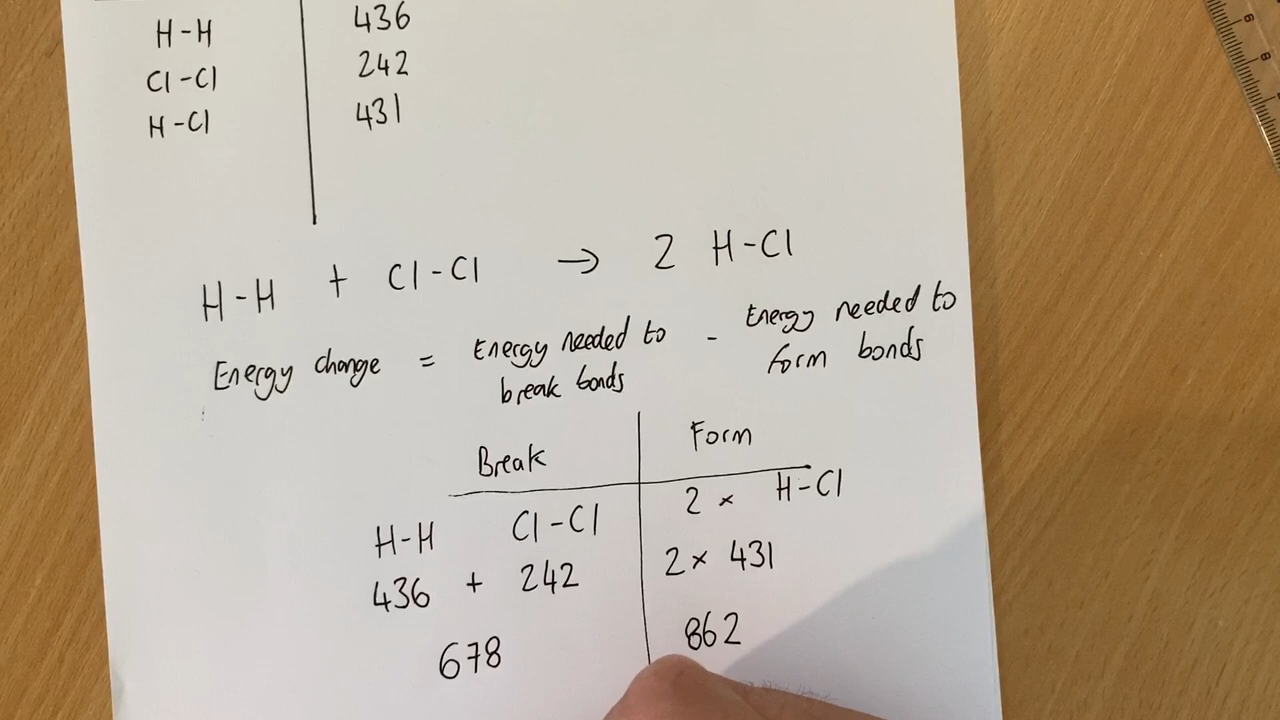 H-H 436
Cl-Cl 242
H-Cl 431
H-H + Cl-Cl → 2 H-Cl
Energy change = Energy needed to break bonds - Energy needed to form bonds
Break Form
H-H Cl-Cl 2 × H-Cl
436 + 242 2 × 431
678 862